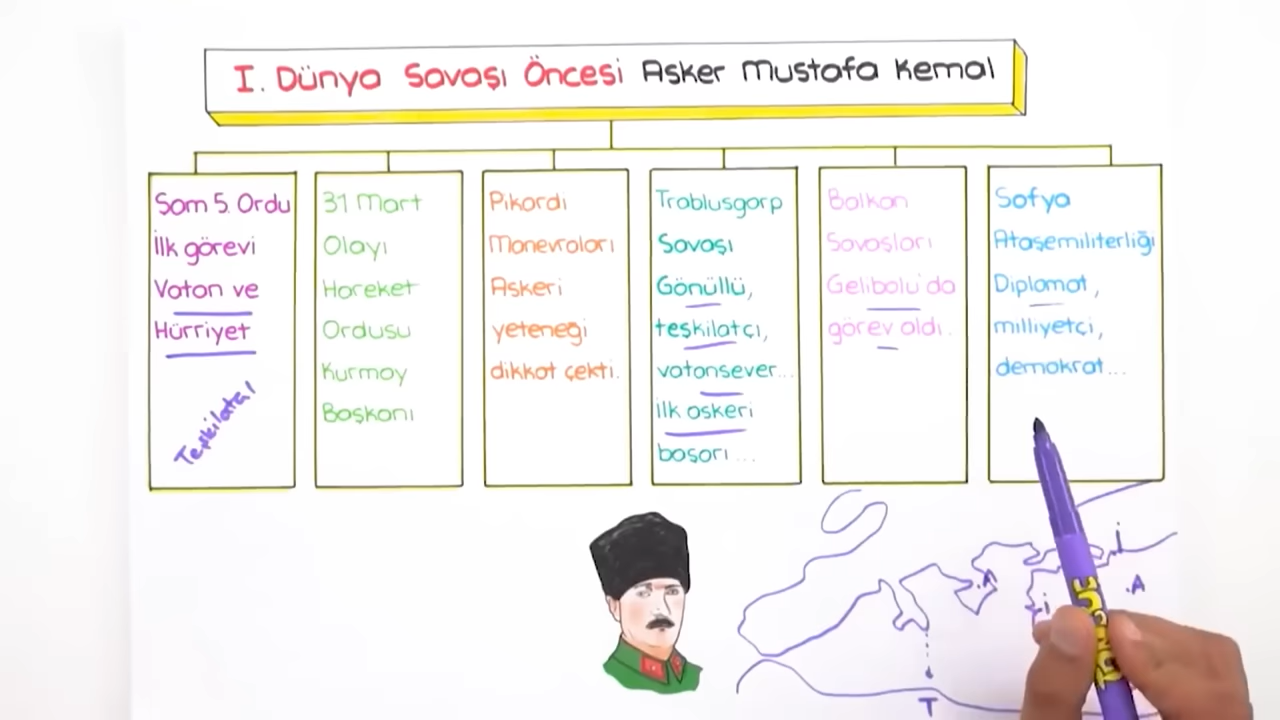 I. Dünya Savaşı Öncesi Asker Mustafa Kemal
Şam 5. Ordu
İlk görevi
Vatan ve
Hürriyet
Teşkilatçı
31 Mart
Olayı
Hareket
Ordusu
Kurmay
Başkanı
Pikardi
Manevraları
Askeri
yeteneği
dikkat çekti.
Trablusgarp
Savaşı
Gönüllü,
teşkilatçı,
vatansever...
İlk askeri
başarı ...
Balkan
Savaşları
Gelibolu'da
görev aldı.
Sofya
Ataşemiliterliği
Diplomat,
milliyetçi,
demokrat...
İ
.A
.A
i
T